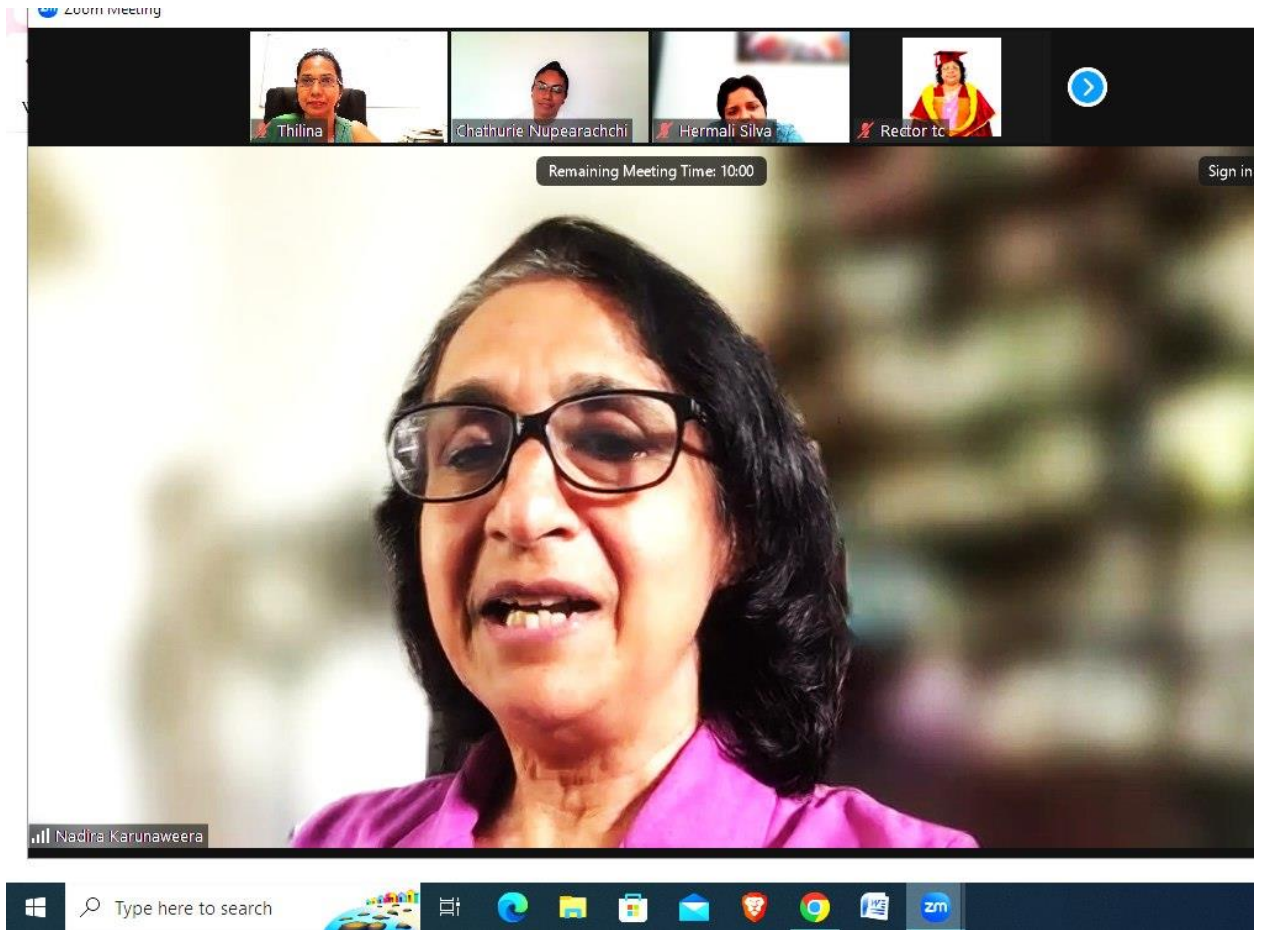 Zoom Meeting
Thilina
Chathurie Nupearachchi
Hermali Silva
Rector tc
Remaining Meeting Time: 10:00
Sign in
Nadira Karunaweera
Type here to search
zm